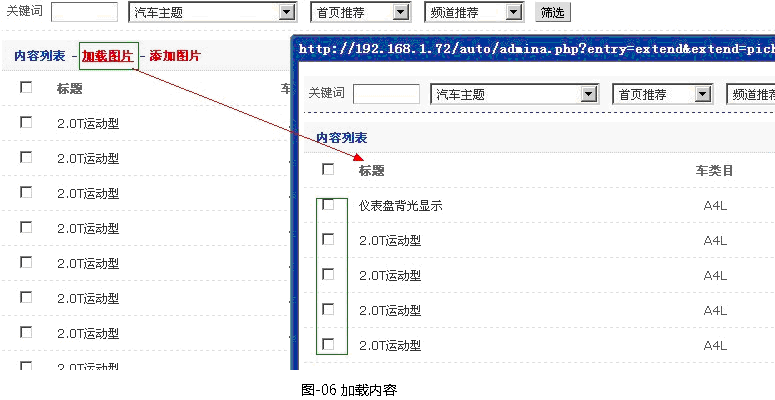 关键词 汽车主题 首页推荐 频道推荐 筛选
内容列表 - 加载图片 - 添加图片
标题
2.0T运动型
2.0T运动型
2.0T运动型
2.0T运动型
2.0T运动型
2.0T运动型
2.0T运动型
2.0T运动型
http://192.168.1.72/auto/admina.php?entry=extend&extend=pich
关键词 汽车主题 首页推荐 频道推荐
内容列表
标题 车类目
仪表盘背光显示 A4L
2.0T运动型 A4L
2.0T运动型 A4L
2.0T运动型 A4L
2.0T运动型 A4L
图-06 加载内容